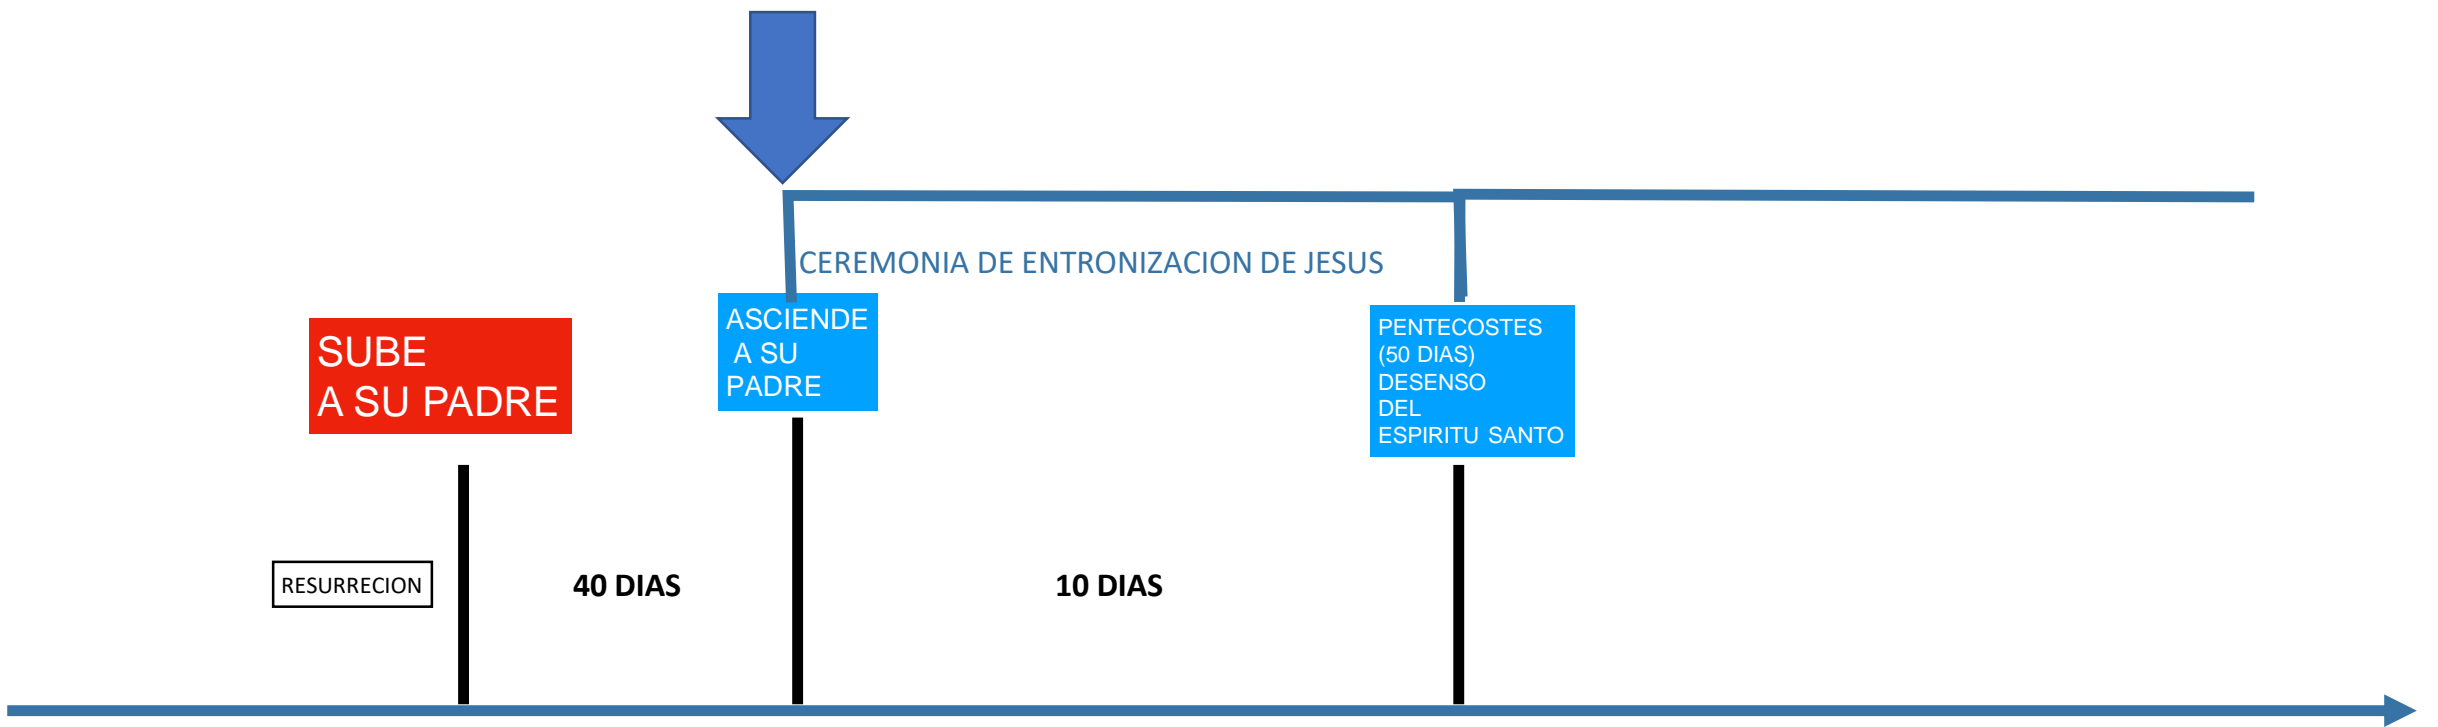 CEREMONIA DE ENTRONIZACION DE JESUS
SUBE
A SU PADRE
ASCIENDE
A SU
PADRE
PENTECOSTES
(50 DIAS)
DESENSO
DEL
ESPIRITU SANTO
RESURRECION
40 DIAS
10 DIAS